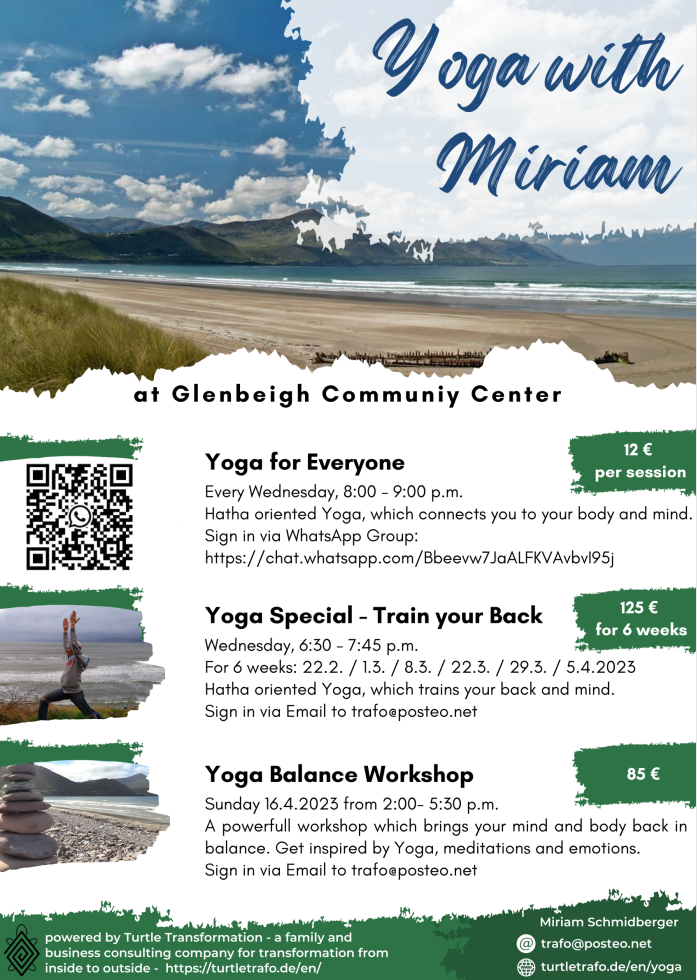 Yoga with
Miriam
at Glenbeigh Communiy Center
Yoga for Everyone
12 €
per session
Every Wednesday, 8:00 - 9:00 p.m.
Hatha oriented Yoga, which connects you to your body and mind.
Sign in via WhatsApp Group:
https://chat.whatsapp.com/Bbeevw7JaALFKVAvbvI95j
Yoga Special - Train your Back
125 €
for 6 weeks
Wednesday, 6:30 - 7:45 p.m.
For 6 weeks: 22.2. / 1.3. / 8.3. / 22.3. / 29.3. / 5.4.2023
Hatha oriented Yoga, which trains your back and mind.
Sign in via Email to trafo@posteo.net
Yoga Balance Workshop
85 €
Sunday 16.4.2023 from 2:00- 5:30 p.m.
A powerfull workshop which brings your mind and body back in
balance. Get inspired by Yoga, meditations and emotions.
Sign in via Email to trafo@posteo.net
powered by Turtle Transformation - a family and
business consulting company for transformation from
inside to outside - https://turtletrafo.de/en/
Miriam Schmidberger
trafo@posteo.net
turtletrafo.de/en/yoga